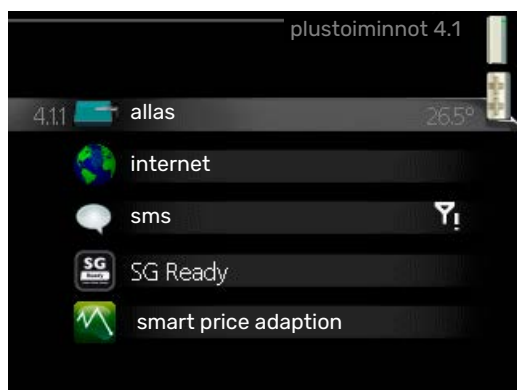 plustoiminnot 4.1
4.1.1 allas 26.5°
internet
sms
SG Ready SG Ready
smart price adaption